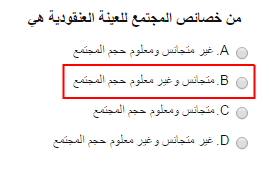 من خصائص المجتمع للعينة العنقودية هي
A. غير متجانس ومعلوم حجم المجتمع
B. متجانس وغير معلوم حجم المجتمع
C. متجانس ومعلوم حجم المجتمع
D. غير متجانس وغير معلوم حجم المجتمع